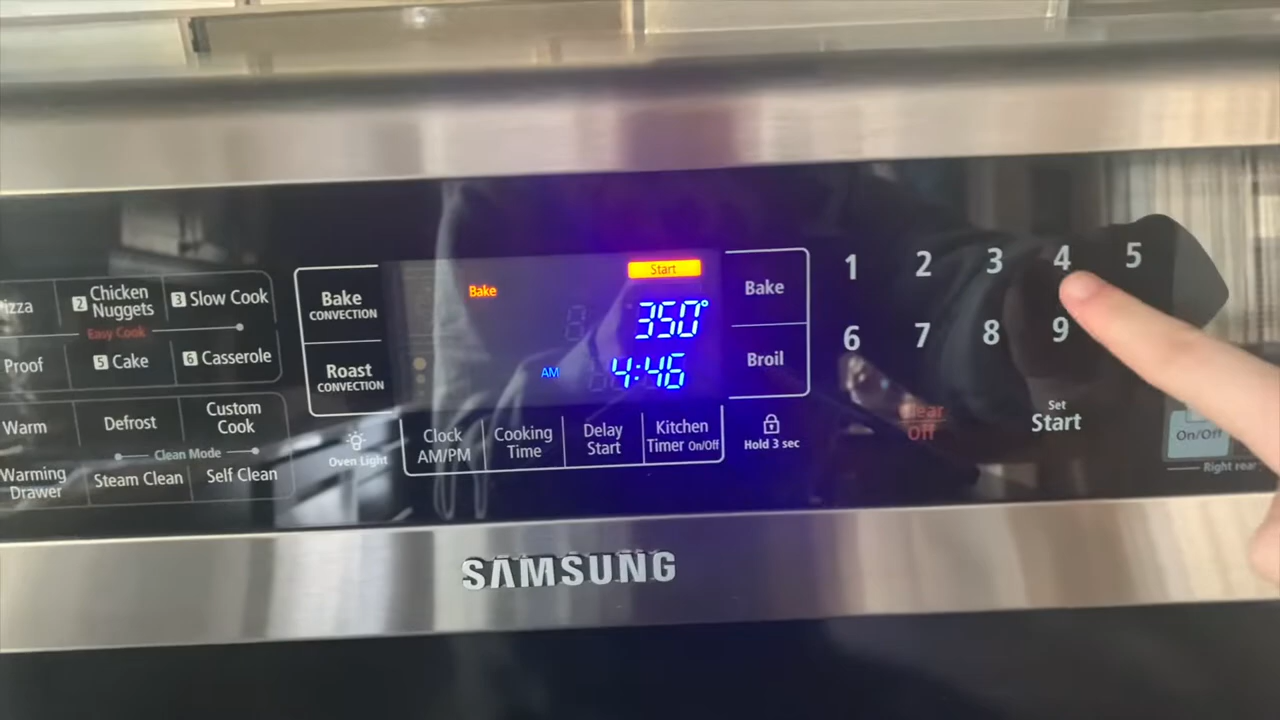 2 Chicken Nuggets
3 Slow Cook
Easy Cook
Proof
5 Cake
6 Casserole
Warm
Defrost
Custom Cook
Clean Mode
Warming Drawer
Steam Clean
Self Clean
Bake
CONVECTION
Roast
CONVECTION
Oven Light
Start
Bake
350°
AM 4:46
Clock AM/PM
Cooking Time
Delay Start
Kitchen Timer On/Off
Bake
Broil
Hold 3 sec
1 2 3 4 5
6 7 8 9
Clear
Off
Set
Start
On/Off
Right rear
SAMSUNG